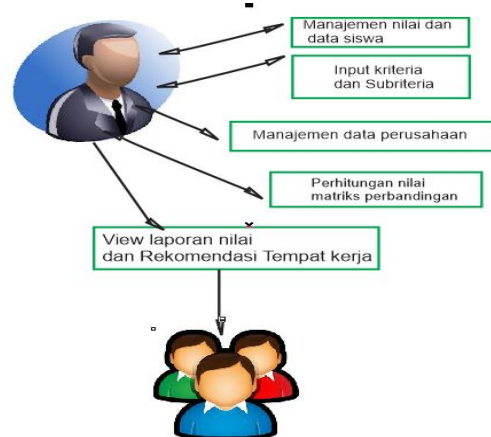 Manajemen nilai dan
data siswa
Input kriteria
dan Subriteria
Manajemen data perusahaan
Perhitungan nilai
matriks perbandingan
View laporan nilai
dan Rekomendasi Tempat kerja